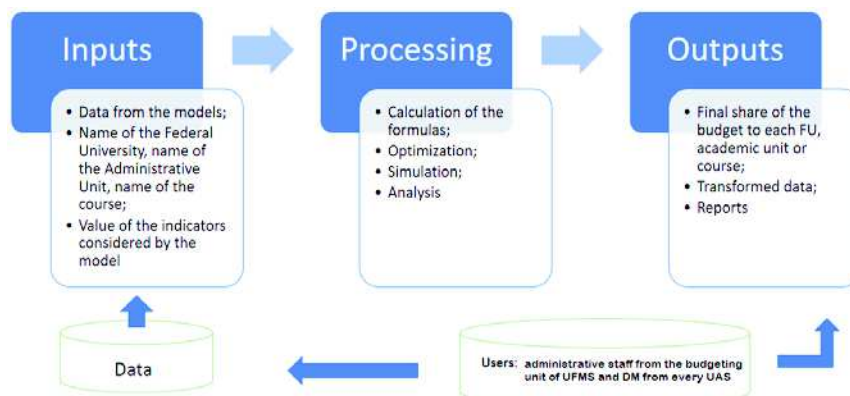 Inputs
• Data from the models;
• Name of the Federal
University, name of
the Administrative
Unit, name of the
course;
• Value of the indicators
considered by the
model
Processing
• Calculation of the
formulas;
• Optimization;
• Simulation;
• Analysis
Outputs
• Final share of the
budget to each FU,
academic unit or
course;
• Transformed data;
• Reports
Data
Users: administrative staff from the budgeting
unit of UFMS and DM from every UAS